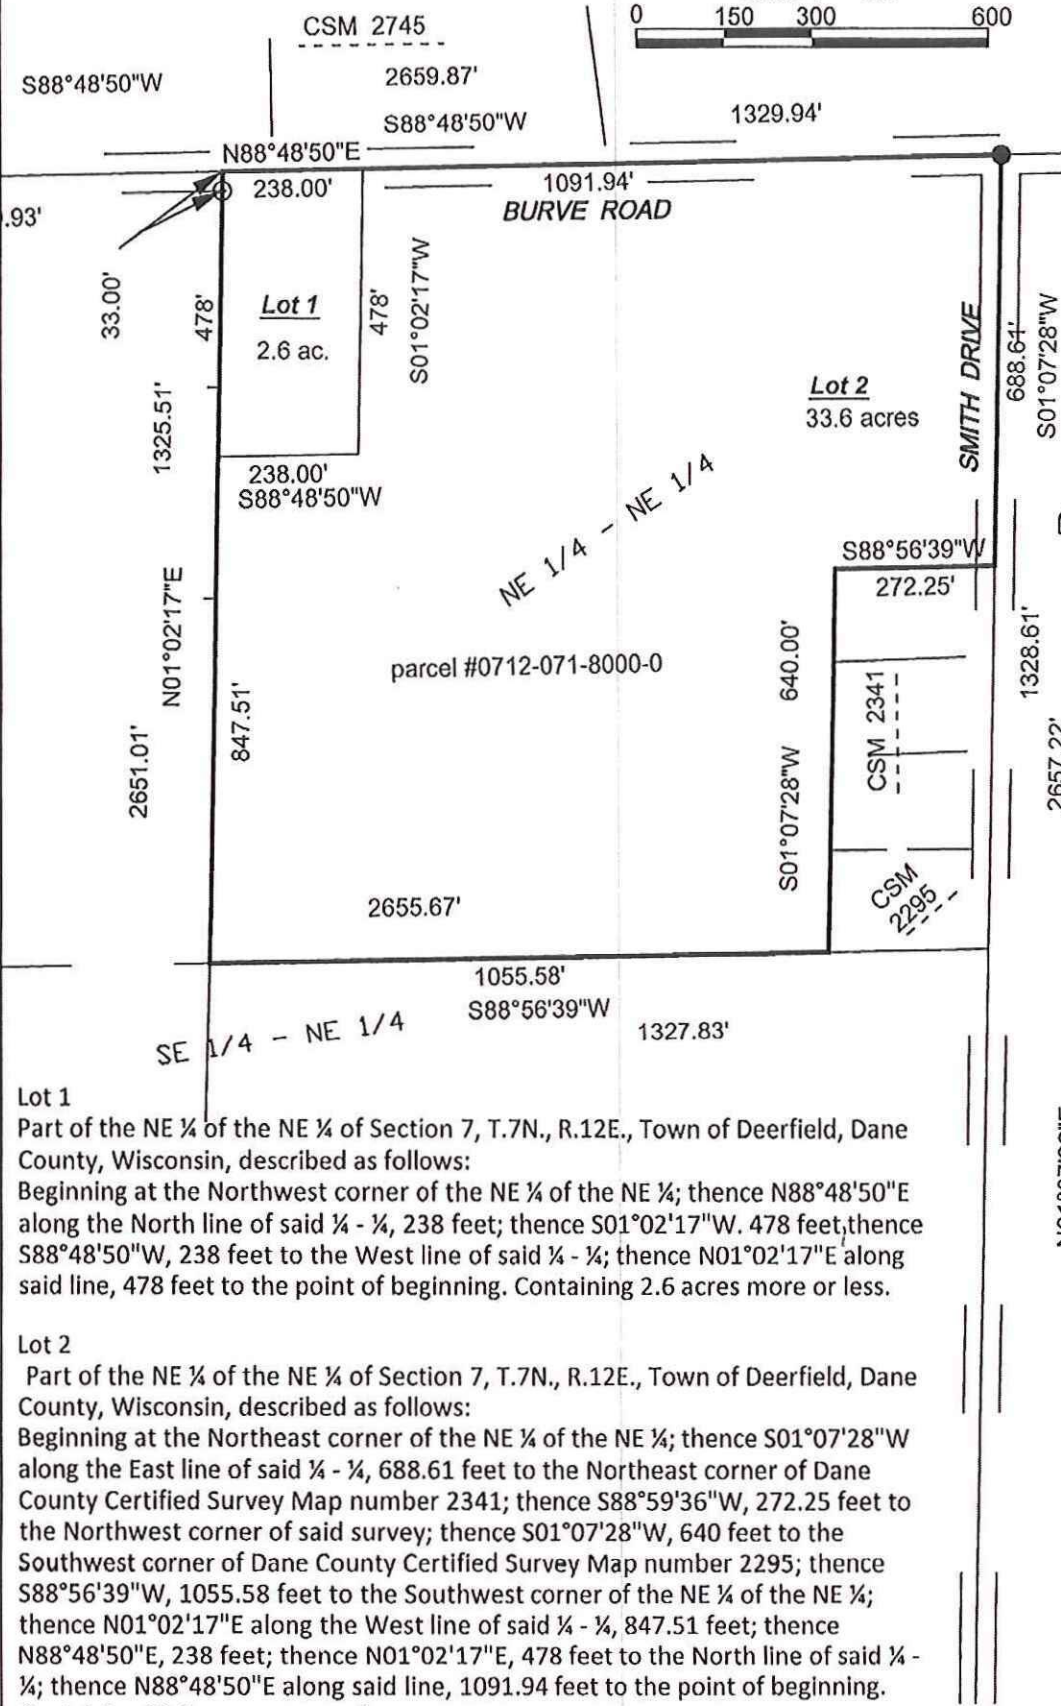 CSM 2745
0 150 300 600
S88°48'50"W
2659.87'
S88°48'50"W
1329.94'
N88°48'50"E
238.00'
1091.94'
BURVE ROAD
.93'
33.00'
478'
Lot 1
2.6 ac.
478'
S01°02'17"W
1325.51'
238.00'
S88°48'50"W
Lot 2
33.6 acres
SMITH DRIVE
688.61'
S01°07'28"W
NE 1/4 - NE 1/4
S88°56'39"W
272.25'
N01°02'17"E
parcel #0712-071-8000-0
640.00'
1328.61'
CSM 2341
2651.01'
847.51'
S01°07'28"W
2657.22'
CSM
2295
2655.67'
1055.58'
S88°56'39"W
1327.83'
SE 1/4 - NE 1/4
Lot 1
Part of the NE ¼ of the NE ¼ of Section 7, T.7N., R.12E., Town of Deerfield, Dane
County, Wisconsin, described as follows:
Beginning at the Northwest corner of the NE ¼ of the NE ¼; thence N88°48'50"E
along the North line of said ¼ - ¼, 238 feet; thence S01°02'17"W. 478 feet,thence
S88°48'50"W, 238 feet to the West line of said ¼ - ¼; thence N01°02'17"E along
said line, 478 feet to the point of beginning. Containing 2.6 acres more or less.
Lot 2
Part of the NE ¼ of the NE ¼ of Section 7, T.7N., R.12E., Town of Deerfield, Dane
County, Wisconsin, described as follows:
Beginning at the Northeast corner of the NE ¼ of the NE ¼; thence S01°07'28"W
along the East line of said ¼ - ¼, 688.61 feet to the Northeast corner of Dane
County Certified Survey Map number 2341; thence S88°59'36"W, 272.25 feet to
the Northwest corner of said survey; thence S01°07'28"W, 640 feet to the
Southwest corner of Dane County Certified Survey Map number 2295; thence
S88°56'39"W, 1055.58 feet to the Southwest corner of the NE ¼ of the NE ¼;
thence N01°02'17"E along the West line of said ¼ - ¼, 847.51 feet; thence
N88°48'50"E, 238 feet; thence N01°02'17"E, 478 feet to the North line of said ¼ -
¼; thence N88°48'50"E along said line, 1091.94 feet to the point of beginning.